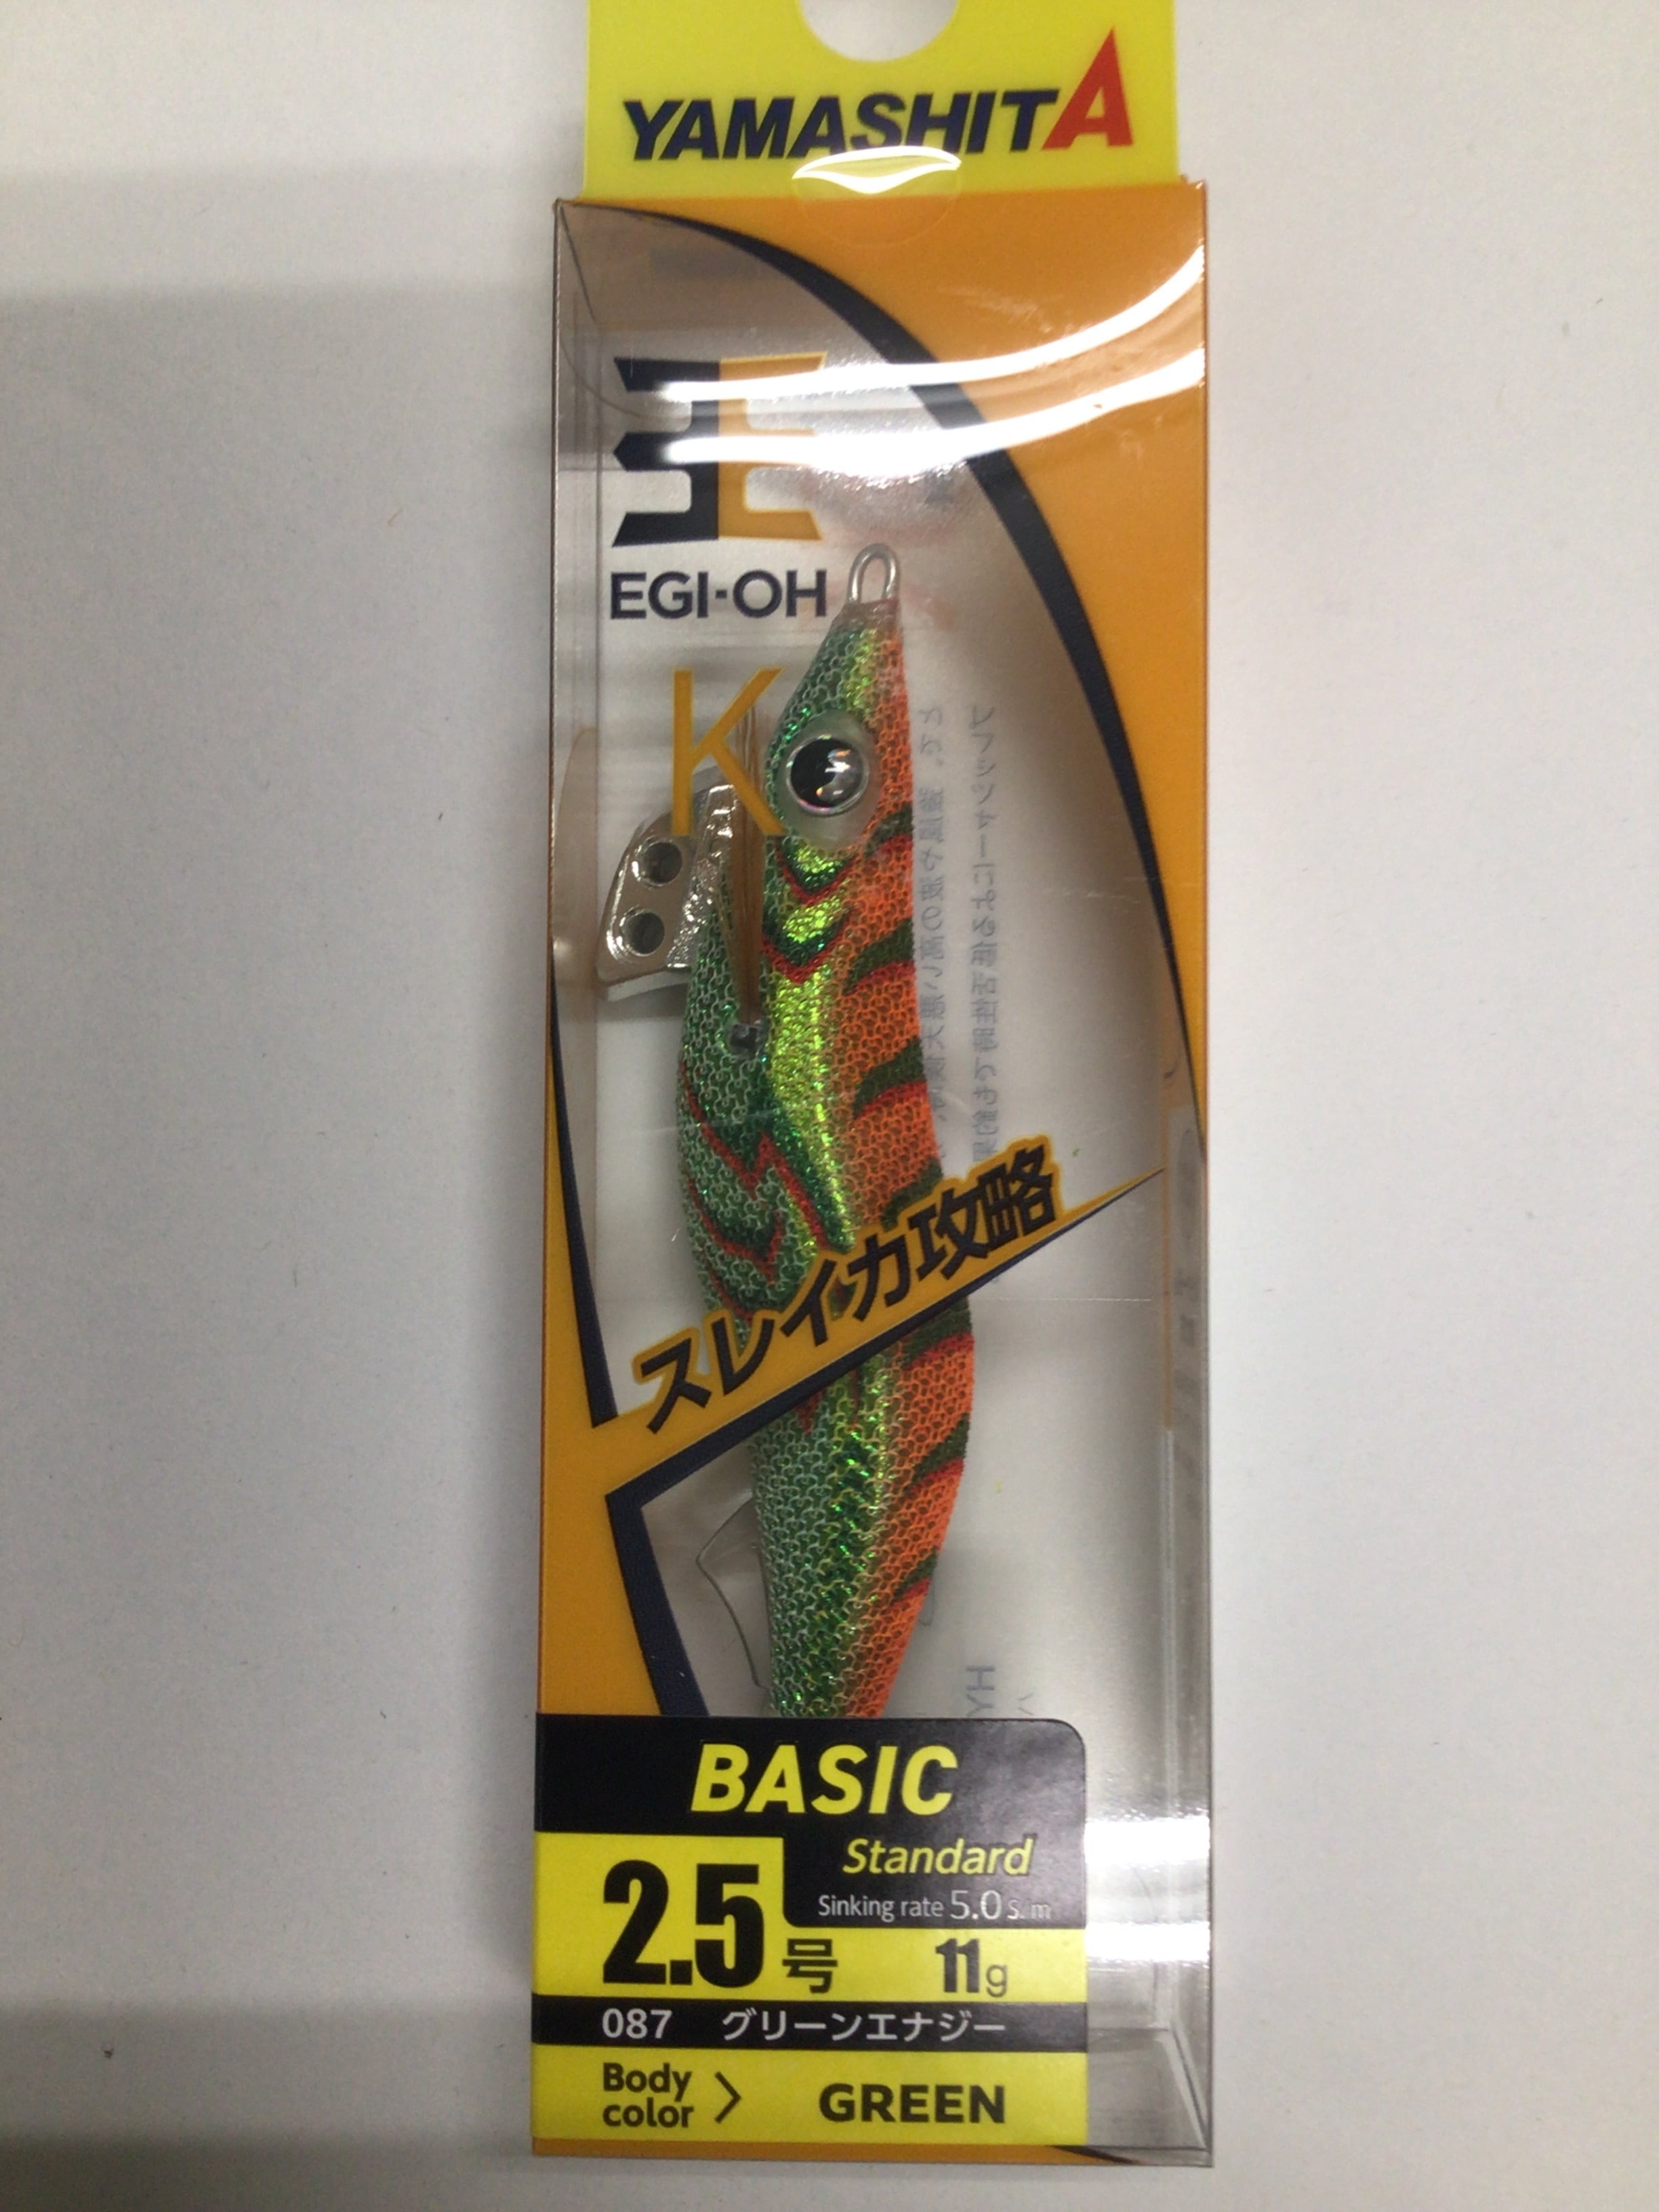 YAMASHITA
王
EGI-OH
K
スレイカ攻略
BASIC
Standard
Sinking rate 5.0 S/m
2.5号
11g
087 グリーンエナジー
Body color > GREEN